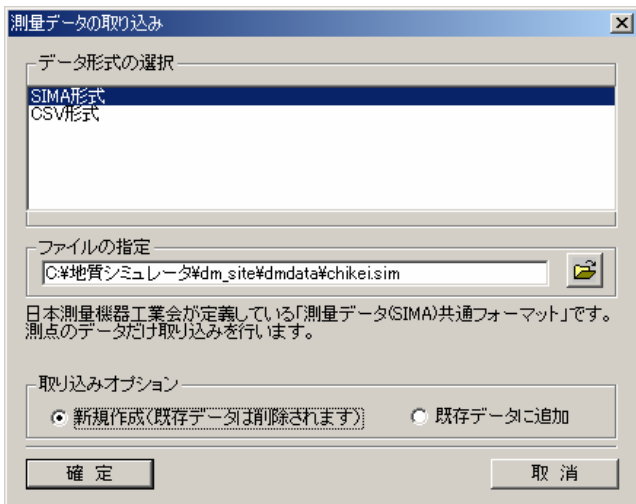 測量データの取り込み
データ形式の選択
SIMA形式
CSV形式
ファイルの指定
C:¥地質シミュレータ¥dm_site¥dmdata¥chikei.sim
日本測量機器工業会が定義している「測量データ(SIMA)共通フォーマット」です。
測点のデータだけ取り込みを行います。
取り込みオプション
新規作成(既存データは削除されます) 既存データに追加
確 定 取 消